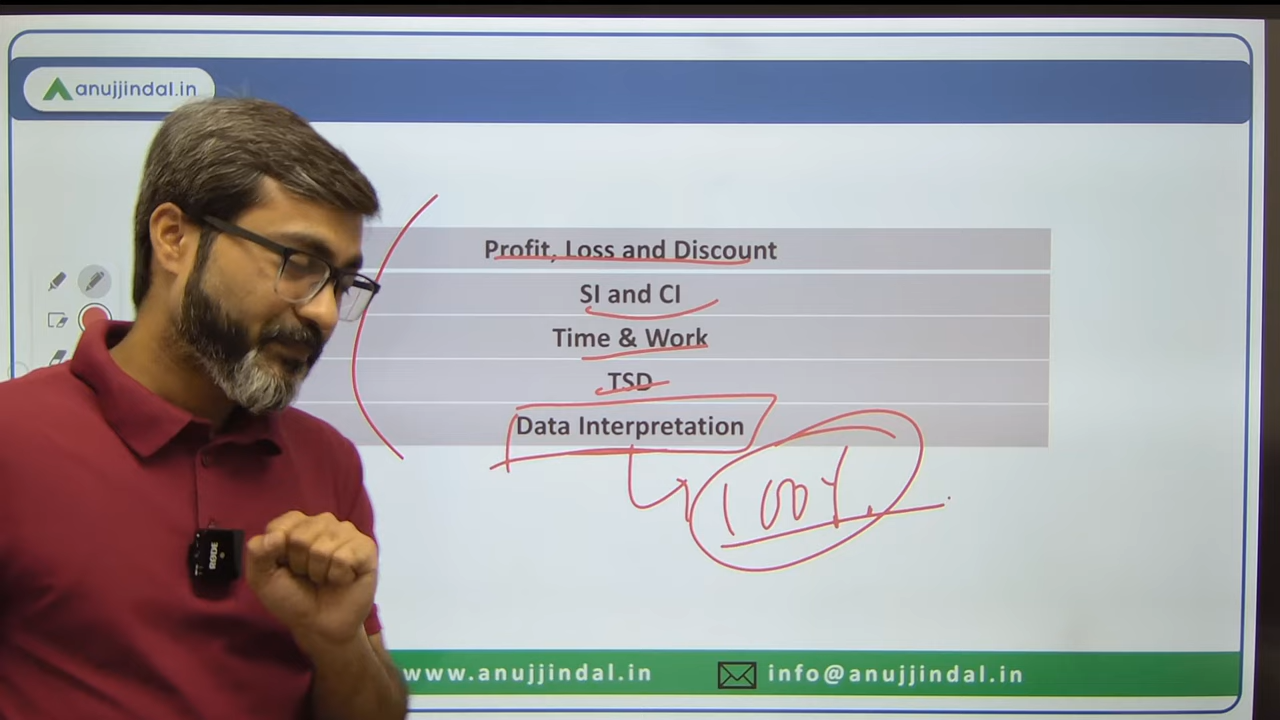 anujjindal.in
Profit, Loss and Discount
SI and CI
Time & Work
TSD
Data Interpretation
100%
RØDE
www.anujjindal.in
info@anujjindal.in